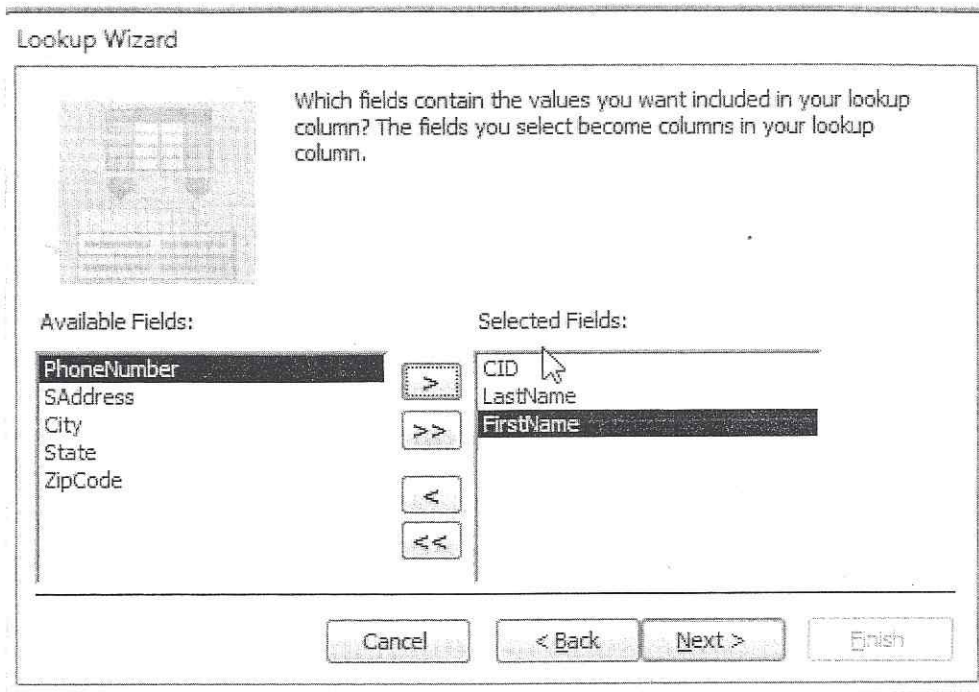 Lookup Wizard
Which fields contain the values you want included in your lookup
column? The fields you select become columns in your lookup
column.
Available Fields:
PhoneNumber
SAddress
City
State
ZipCode
>
>>
<
<<
Selected Fields:
CID
LastName
FirstName
Cancel
< Back
Next >
Finish